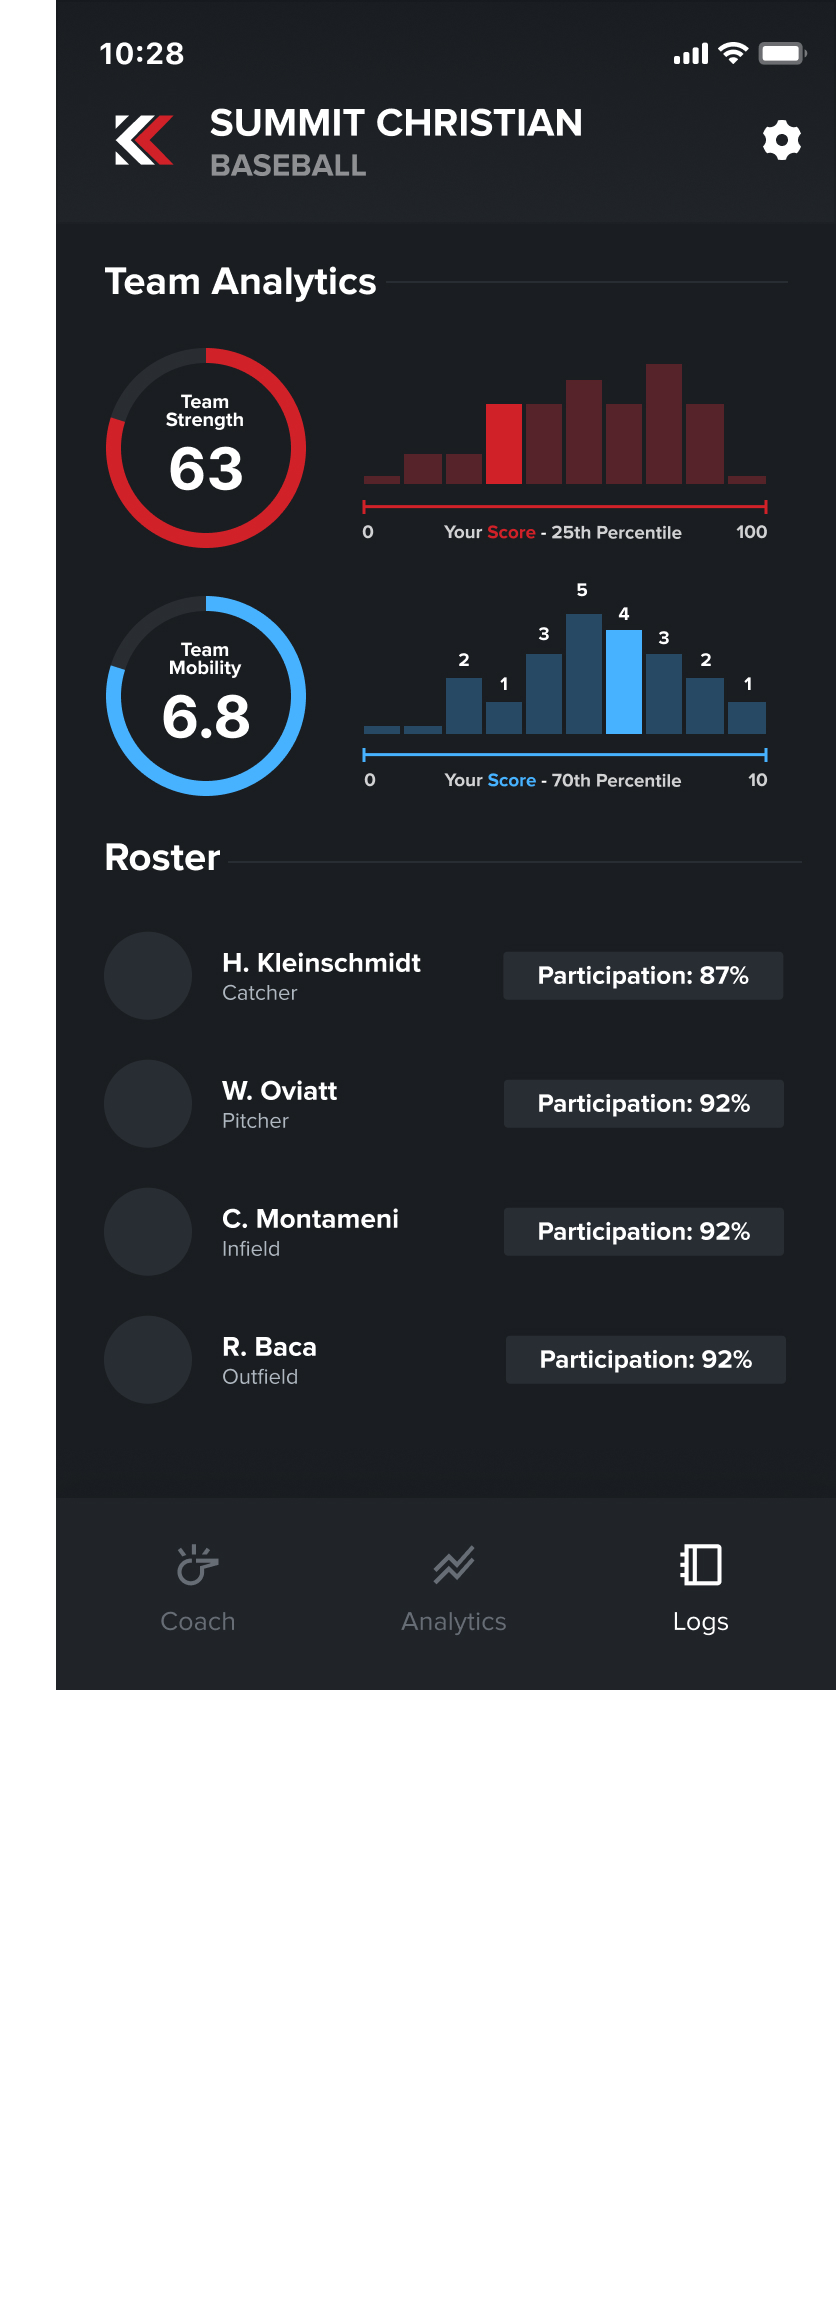 10:28
SUMMIT CHRISTIAN
BASEBALL
Team Analytics
Team
Strength
63
0
Your Score - 25th Percentile
100
Team
Mobility
6.8
2
1
3
5
4
3
2
1
0
Your Score - 70th Percentile
10
Roster
H. Kleinschmidt
Catcher
Participation: 87%
W. Oviatt
Pitcher
Participation: 92%
C. Montameni
Infield
Participation: 92%
R. Baca
Outfield
Participation: 92%
Coach
Analytics
Logs